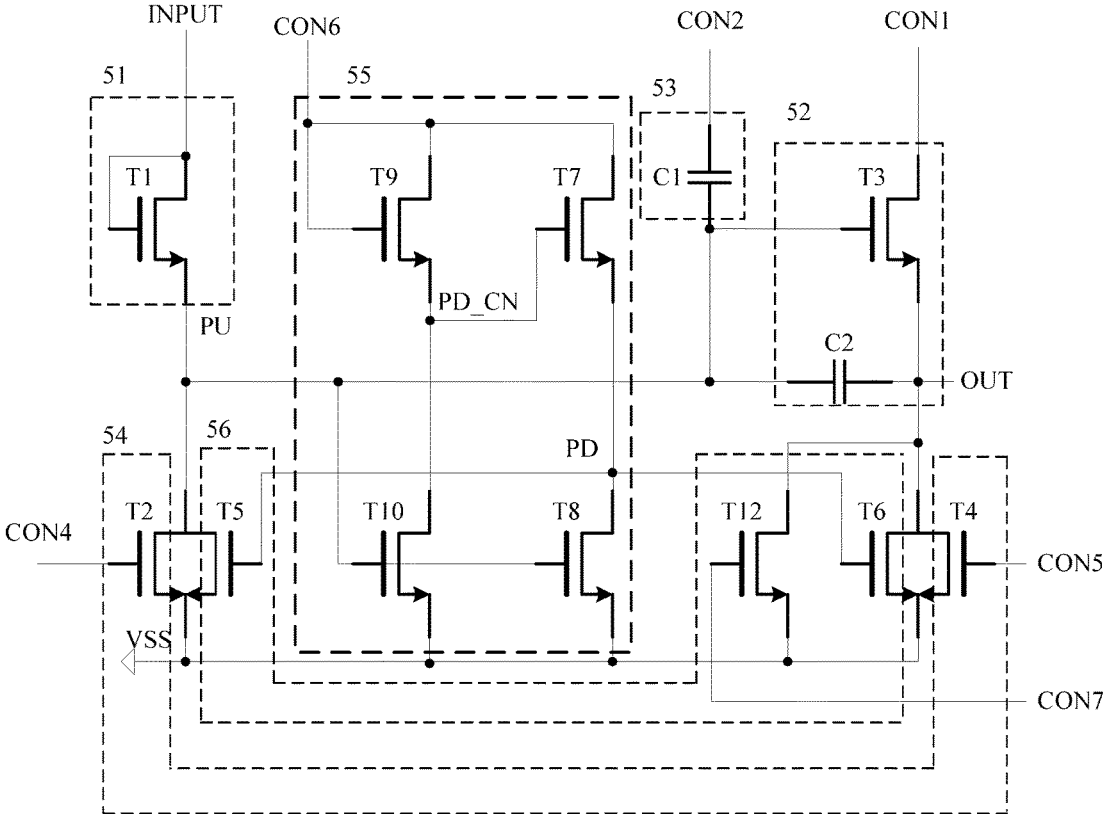 INPUT
CON6
CON2
CON1
51
55
53
52
T1
T9
T7
C1
T3
PD_CN
PU
C2
OUT
54
56
PD
T2
T5
T10
T8
T12
T6
T4
CON4
CON5
VSS
CON7